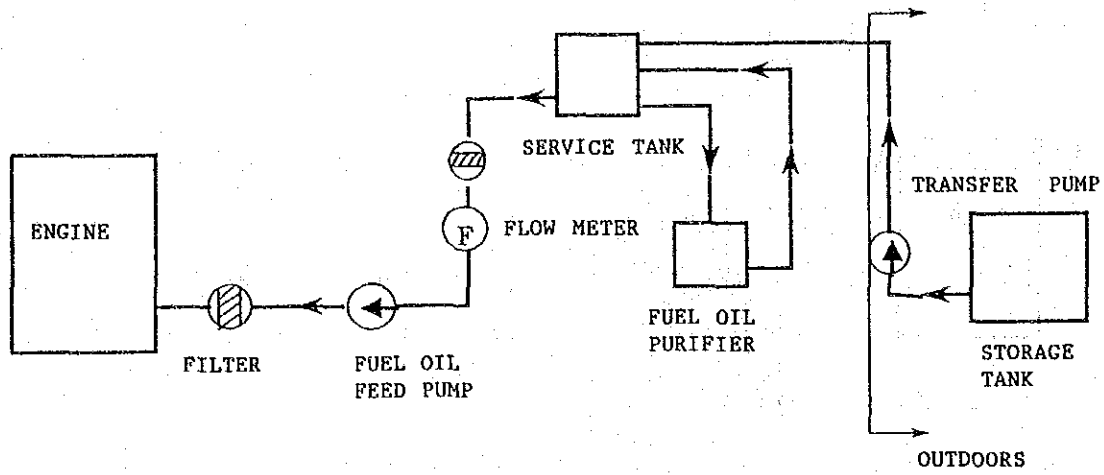 SERVICE TANK
TRANSFER PUMP
ENGINE
F
FLOW METER
FUEL OIL
PURIFIER
FILTER
FUEL OIL
FEED PUMP
STORAGE
TANK
OUTDOORS